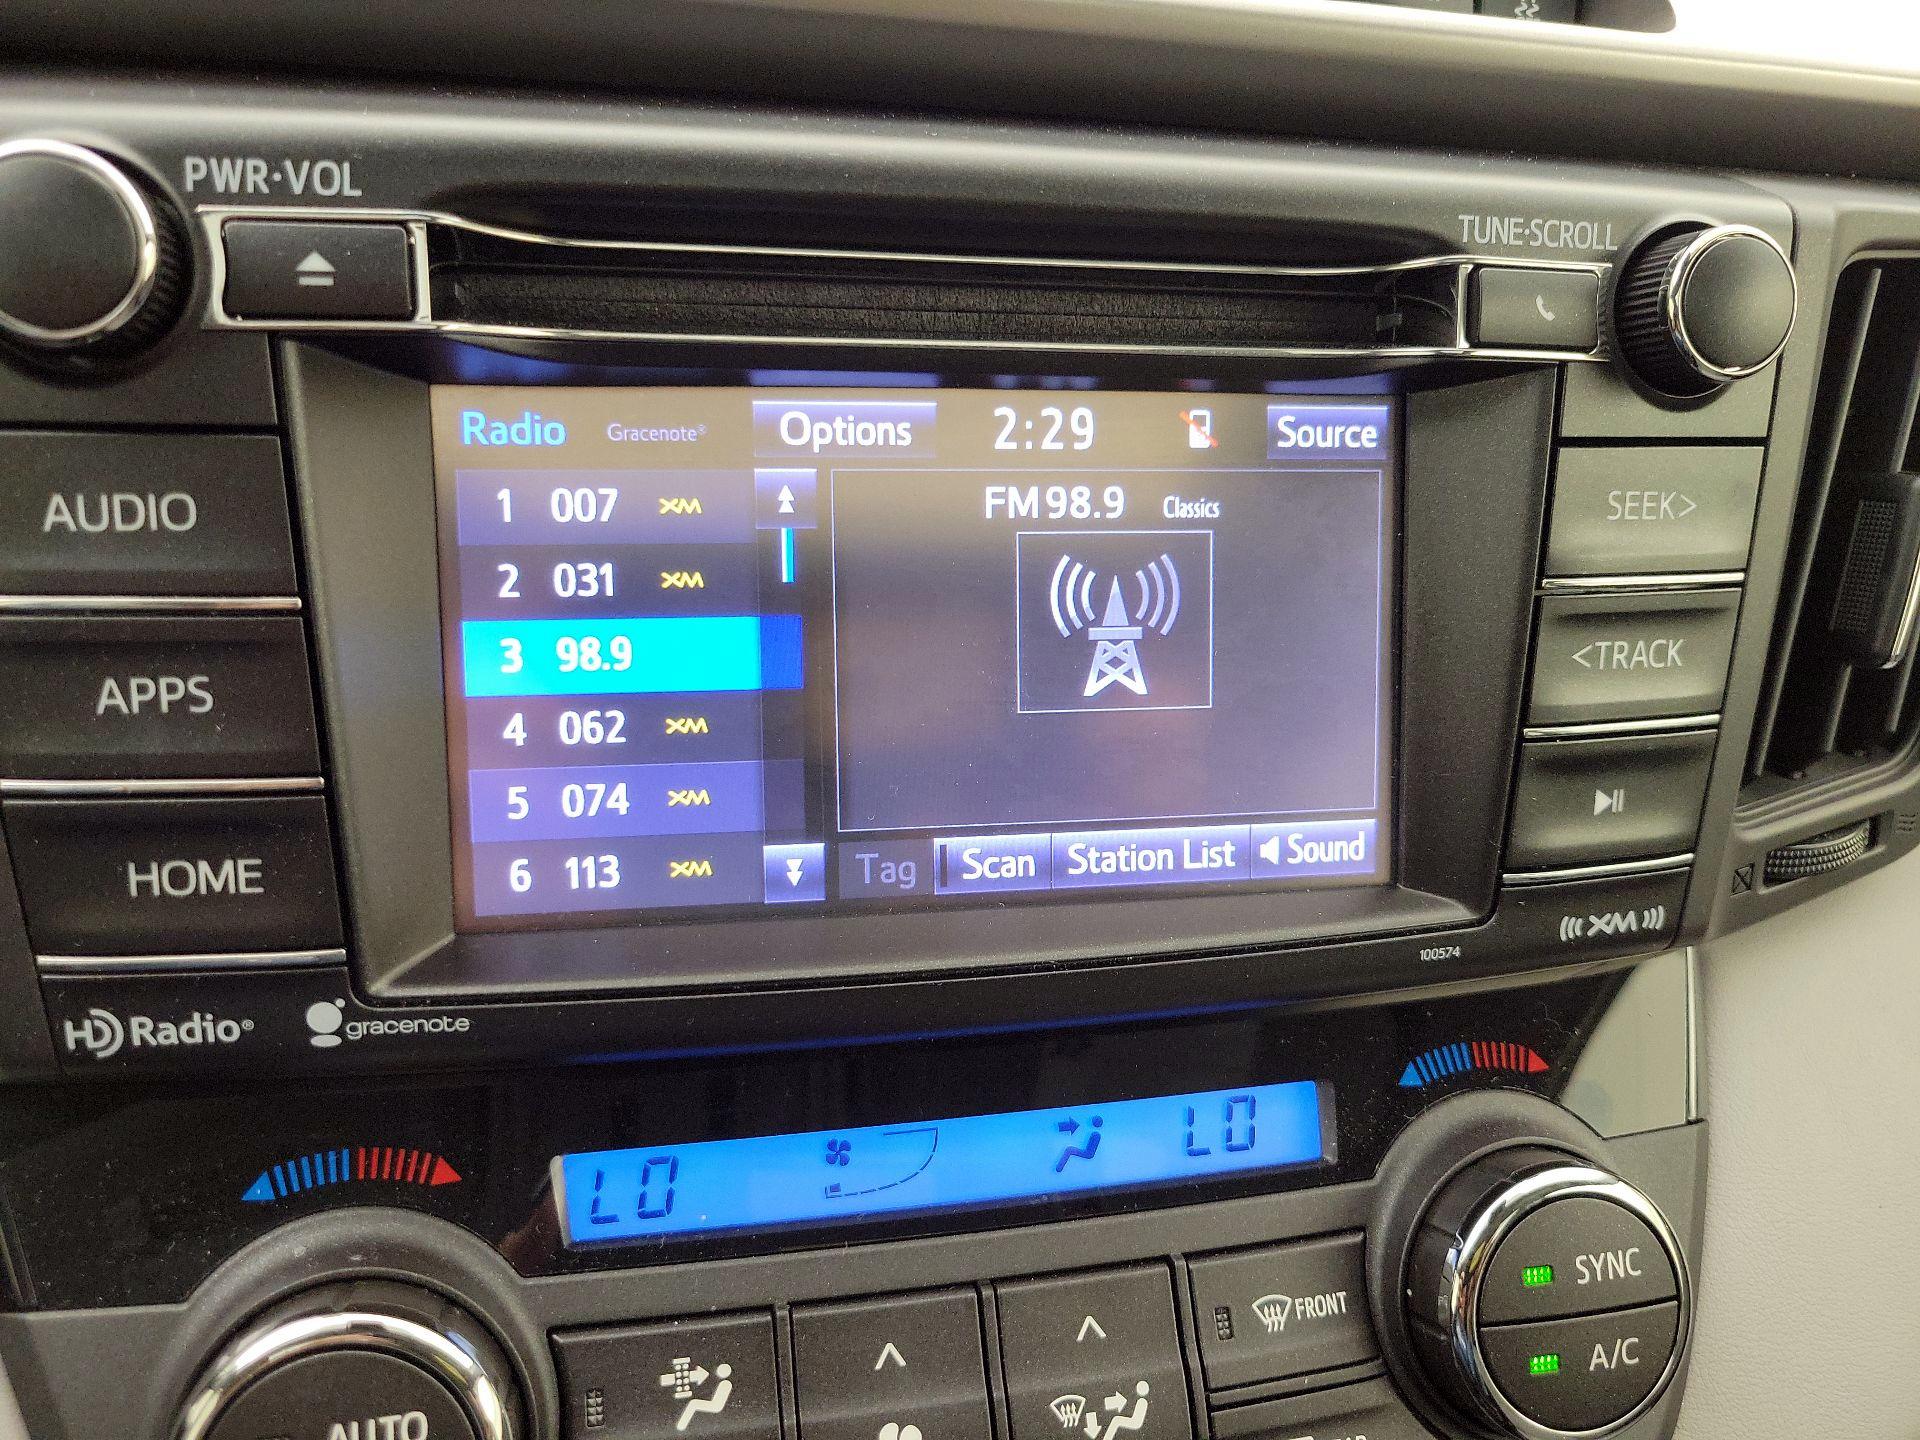 PWR·VOL
TUNE·SCROLL
AUDIO
APPS
HOME
Radio Gracenote® Options 2:29 Source
1 007 XM
2 031 XM
3 98.9
4 062 XM
5 074 XM
6 113 XM
FM 98.9 Classics
Tag Scan Station List Sound
SEEK>
<TRACK
XM
100574
HD Radio®
gracenote
LO LO
AUTO
FRONT
SYNC
A/C